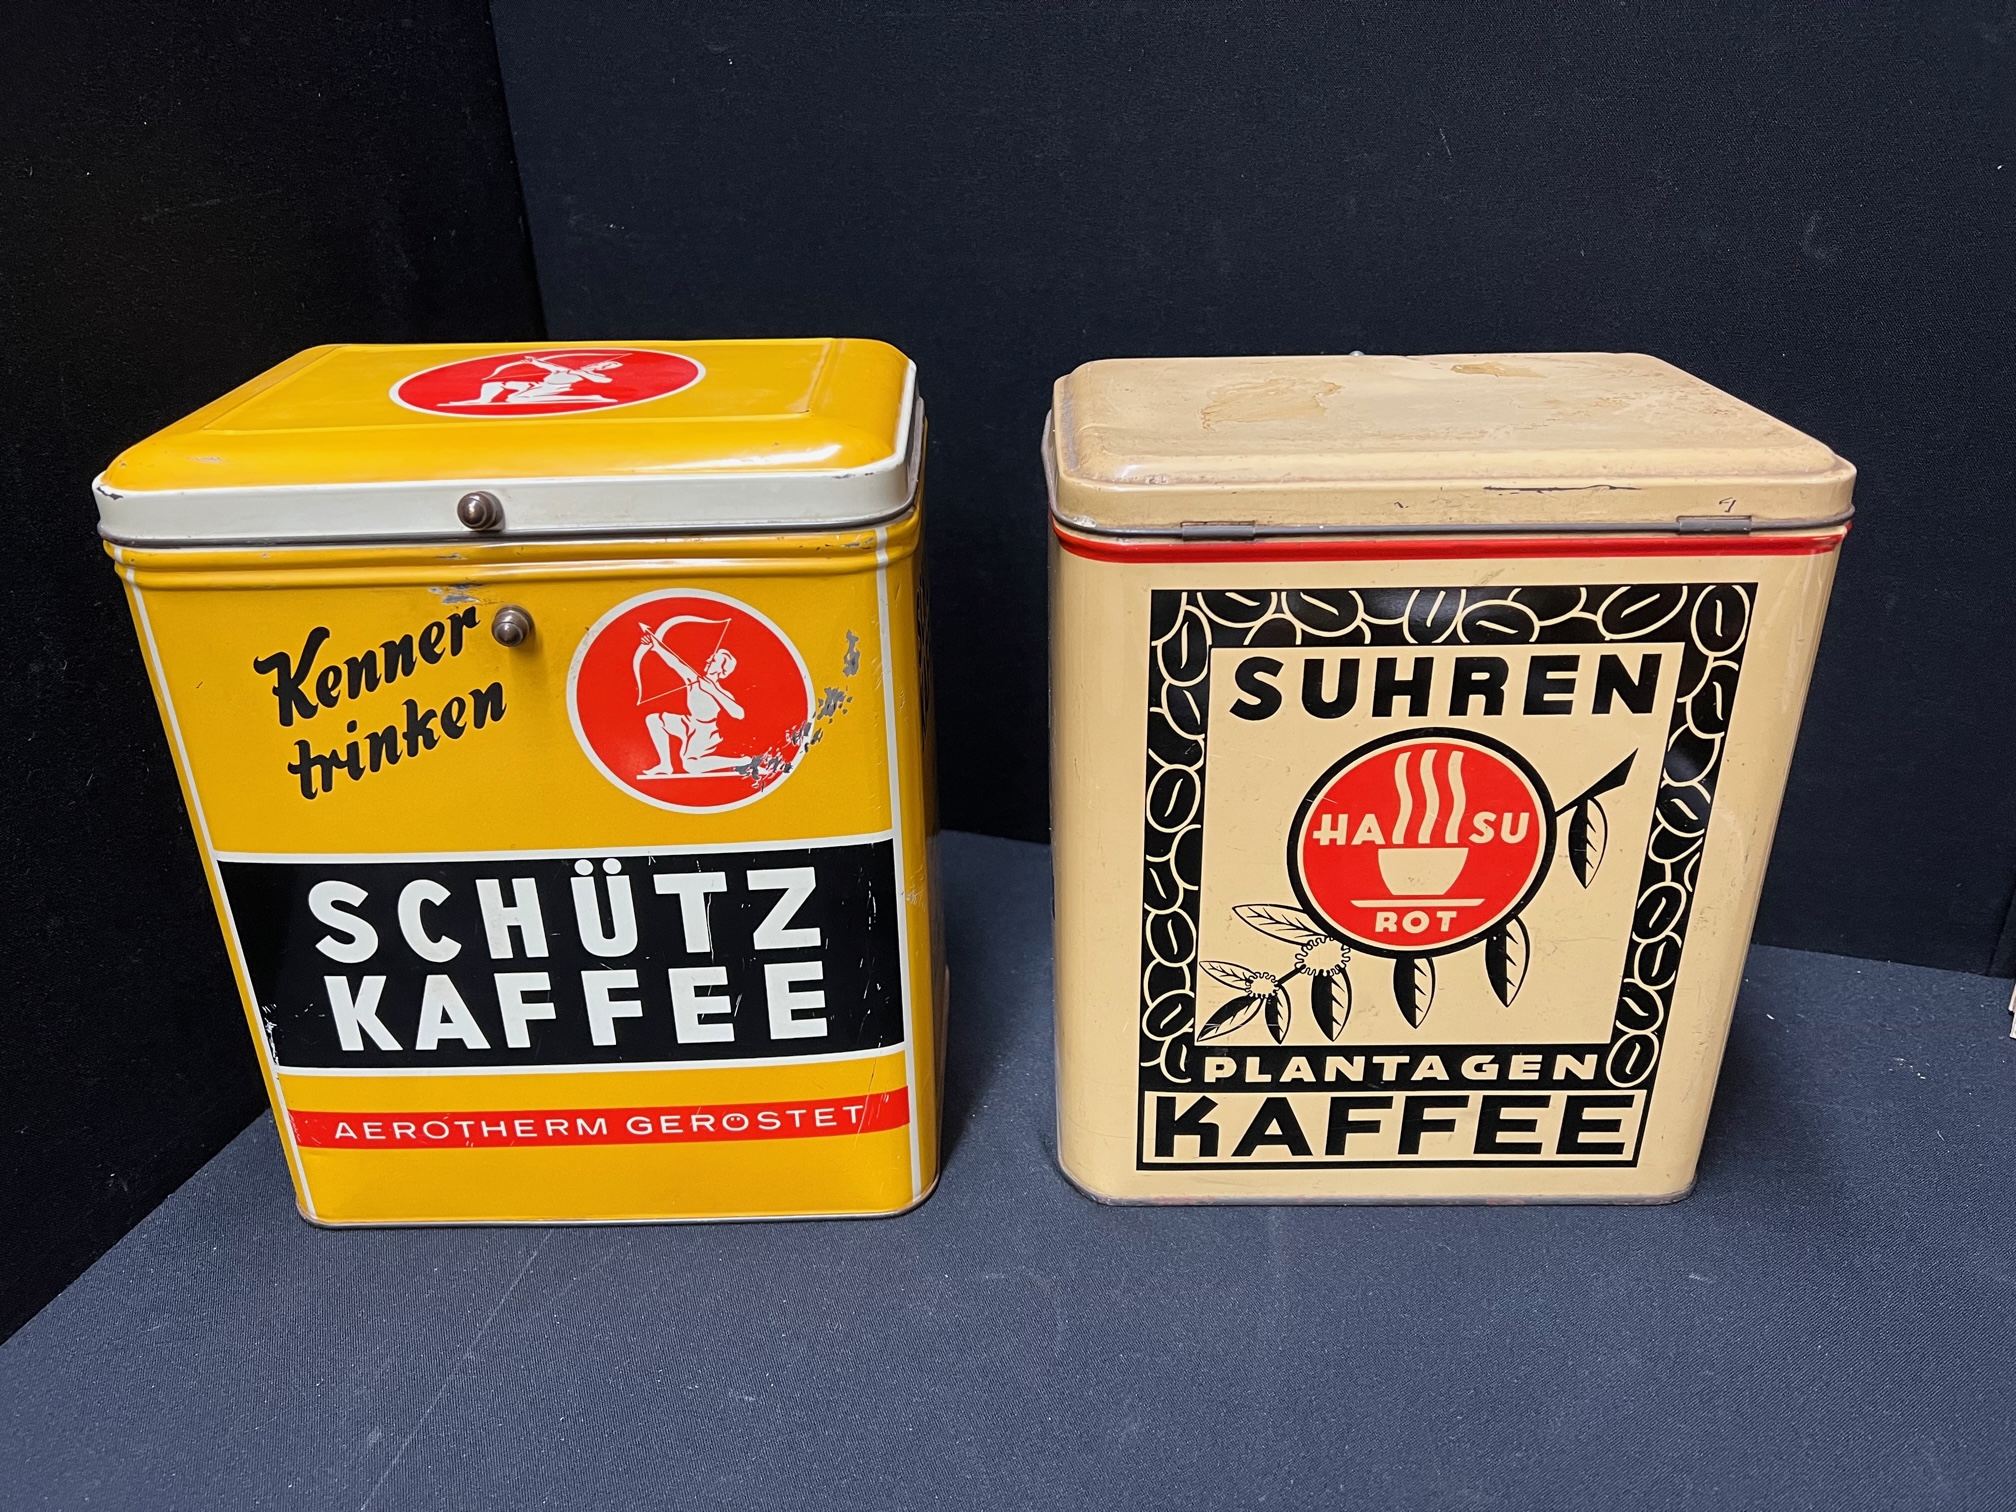 Kenner
trinken
SCHÜTZ
KAFFEE
AEROTHERM GERÖSTET
SUHREN
HA SU
ROT
PLANTAGEN
KAFFEE